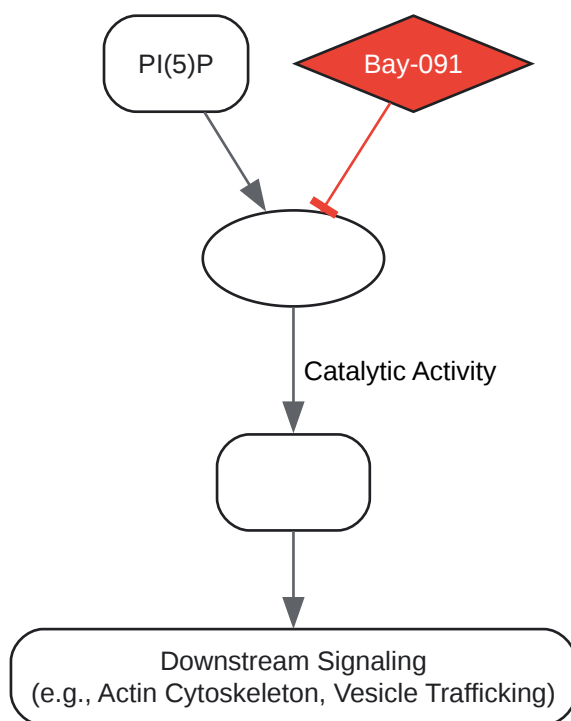 PI(5)P
Bay-091
Catalytic Activity
Downstream Signaling
(e.g., Actin Cytoskeleton, Vesicle Trafficking)